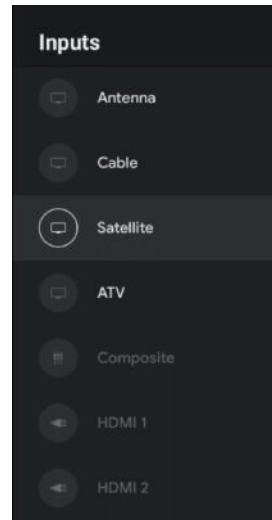 Inputs
Antenna
Cable
Satellite
ATV
Composite
HDMI 1
HDMI 2